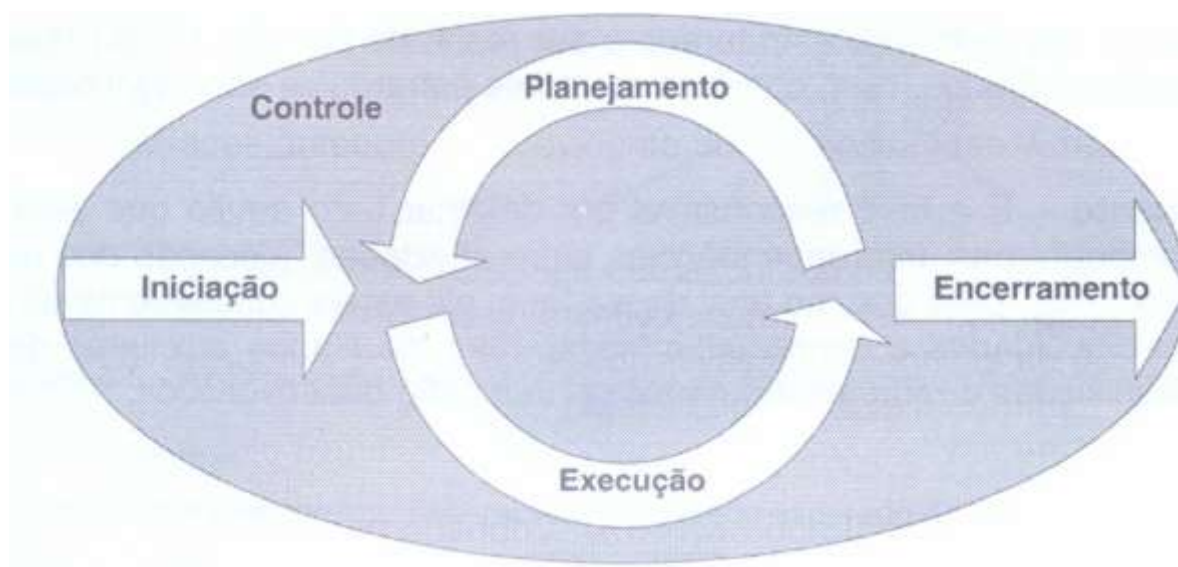 Planejamento
Controle
Iniciação
Encerramento
Execução